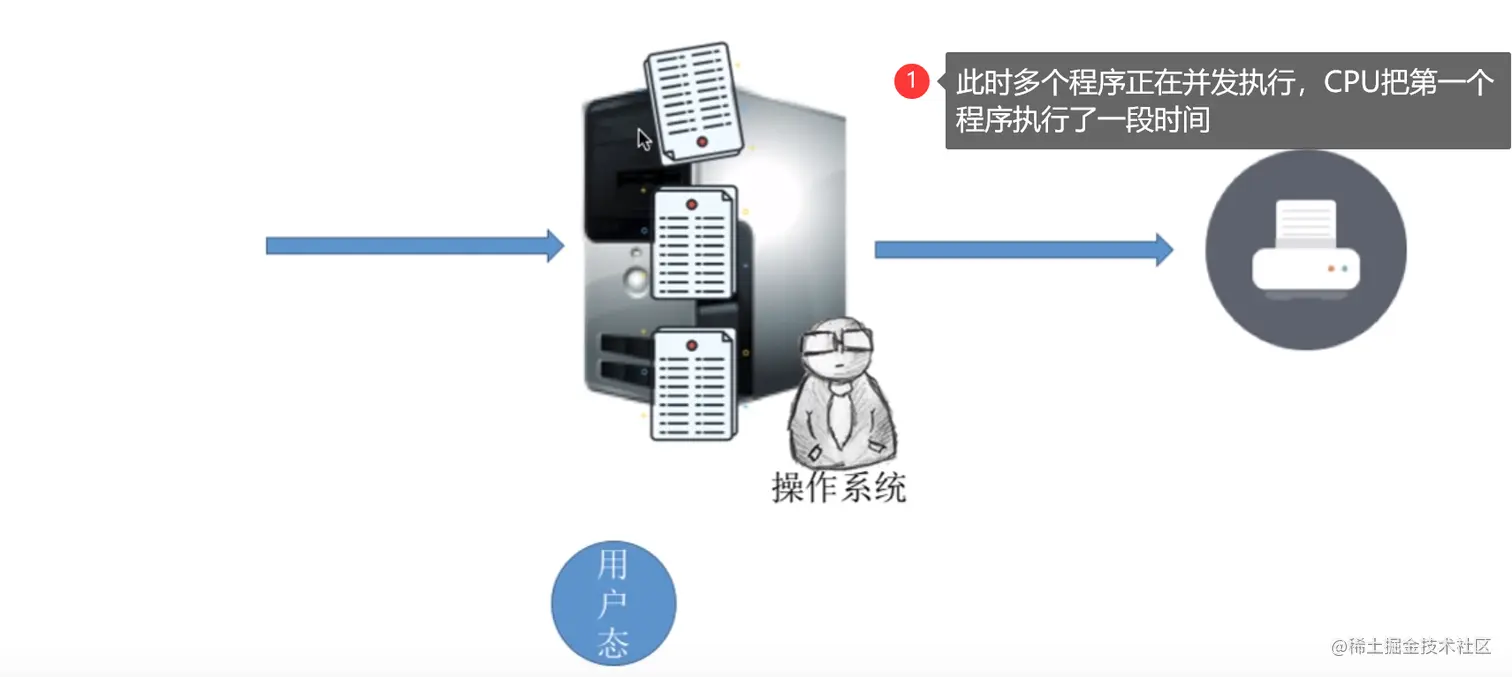 1
此时多个程序正在并发执行，CPU把第一个
程序执行了一段时间
操作系统
用
户
态
@稀土掘金技术社区